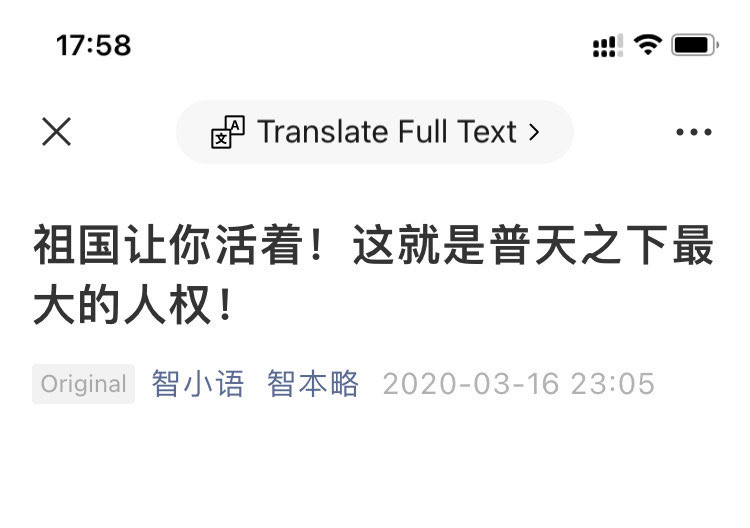 17:58
Translate Full Text
祖国让你活着！这就是普天之下最
大的人权！
Original 智小语 智本略 2020-03-16 23:05